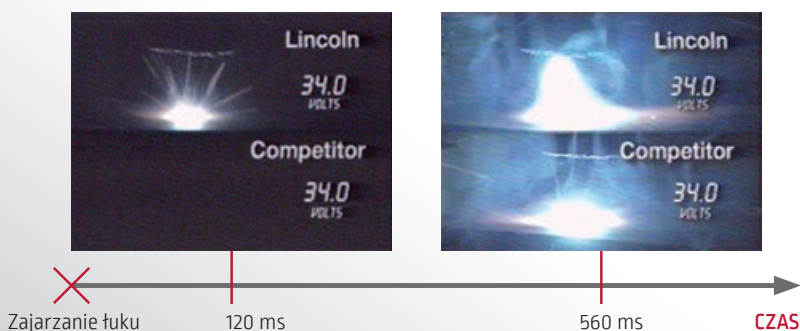 Lincoln
34.0
VOLTS
Competitor
34.0
VOLTS
Lincoln
34.0
VOLTS
Competitor
34.0
VOLTS
Zajarzanie łuku
120 ms
560 ms
CZAS